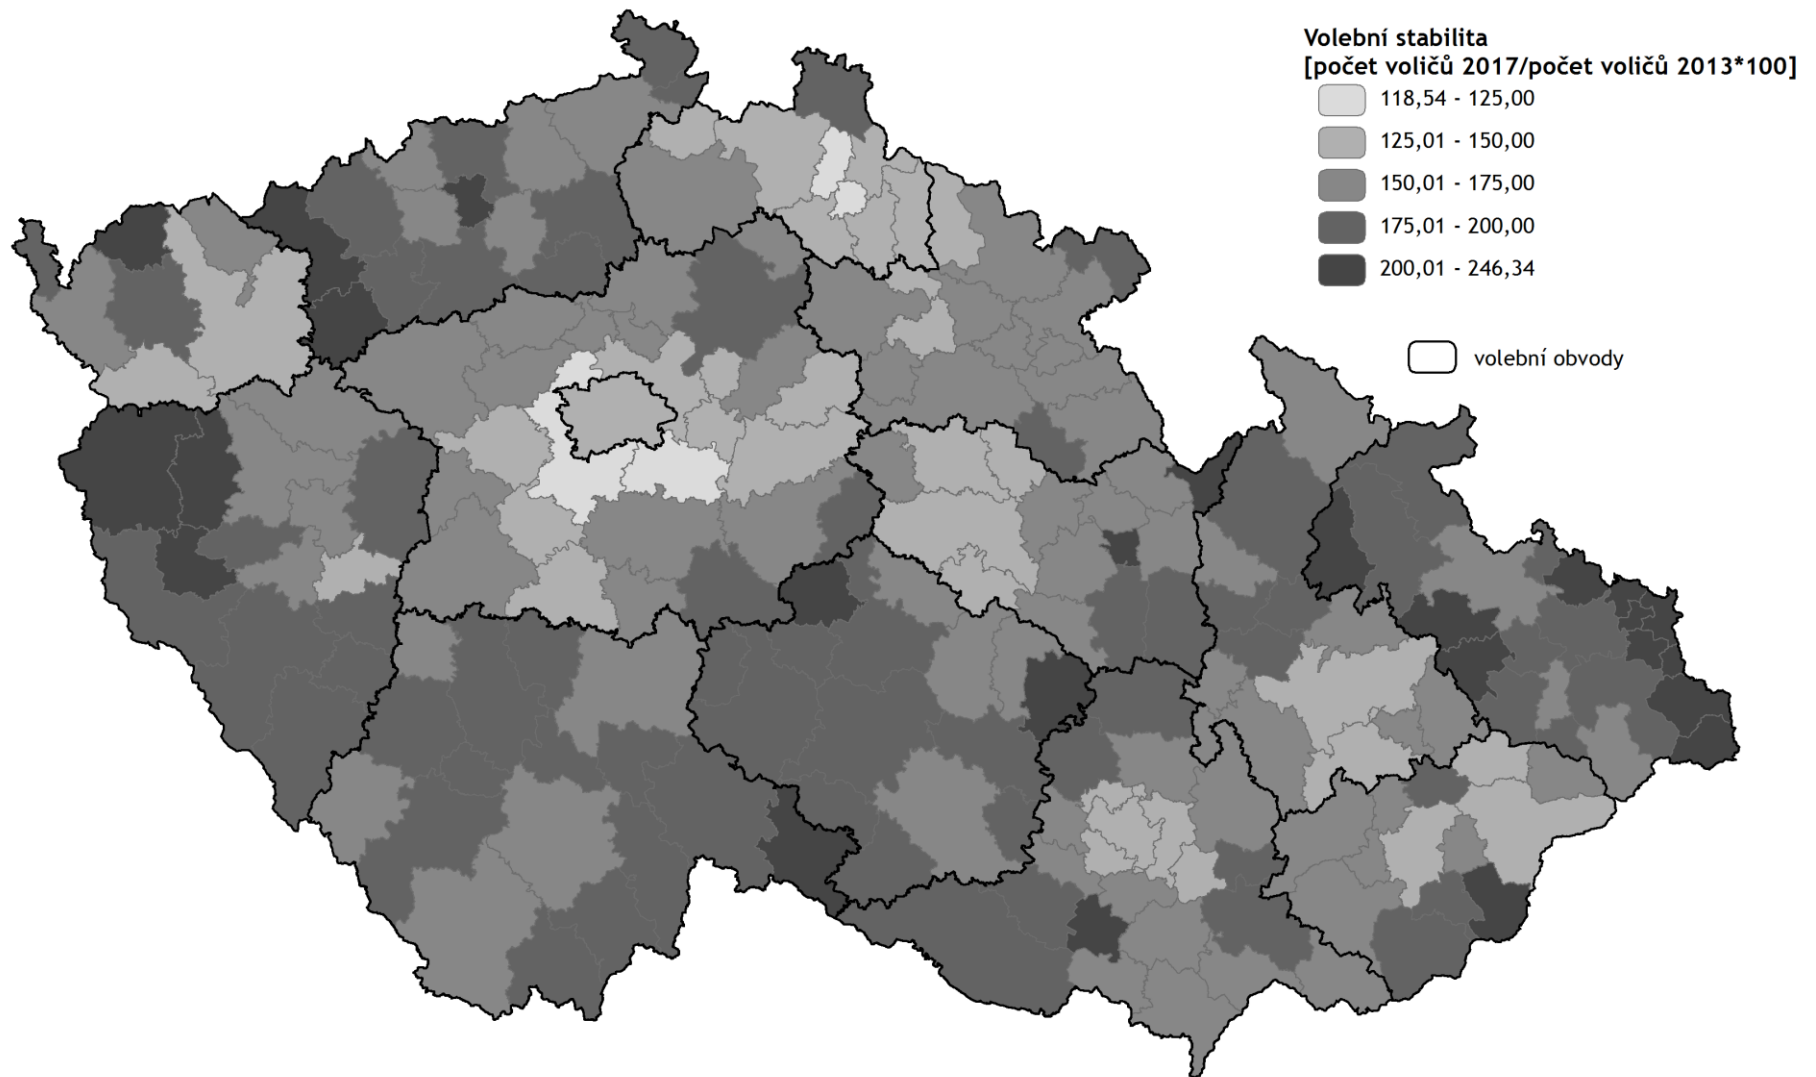 Volební stabilita
[počet voličů 2017/počet voličů 2013*100]
118,54 - 125,00
125,01 - 150,00
150,01 - 175,00
175,01 - 200,00
200,01 - 246,34
volební obvody